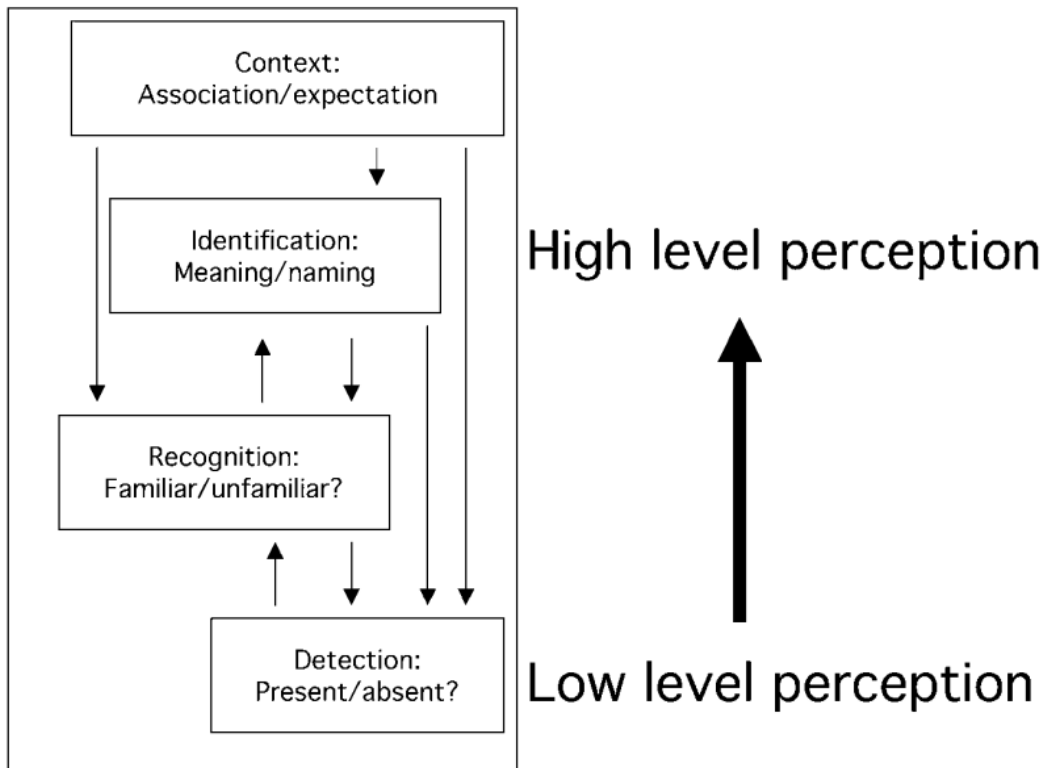 Context:
Association/expectation
Identification:
Meaning/naming
High level perception
Recognition:
Familiar/unfamiliar?
Detection:
Present/absent?
Low level perception